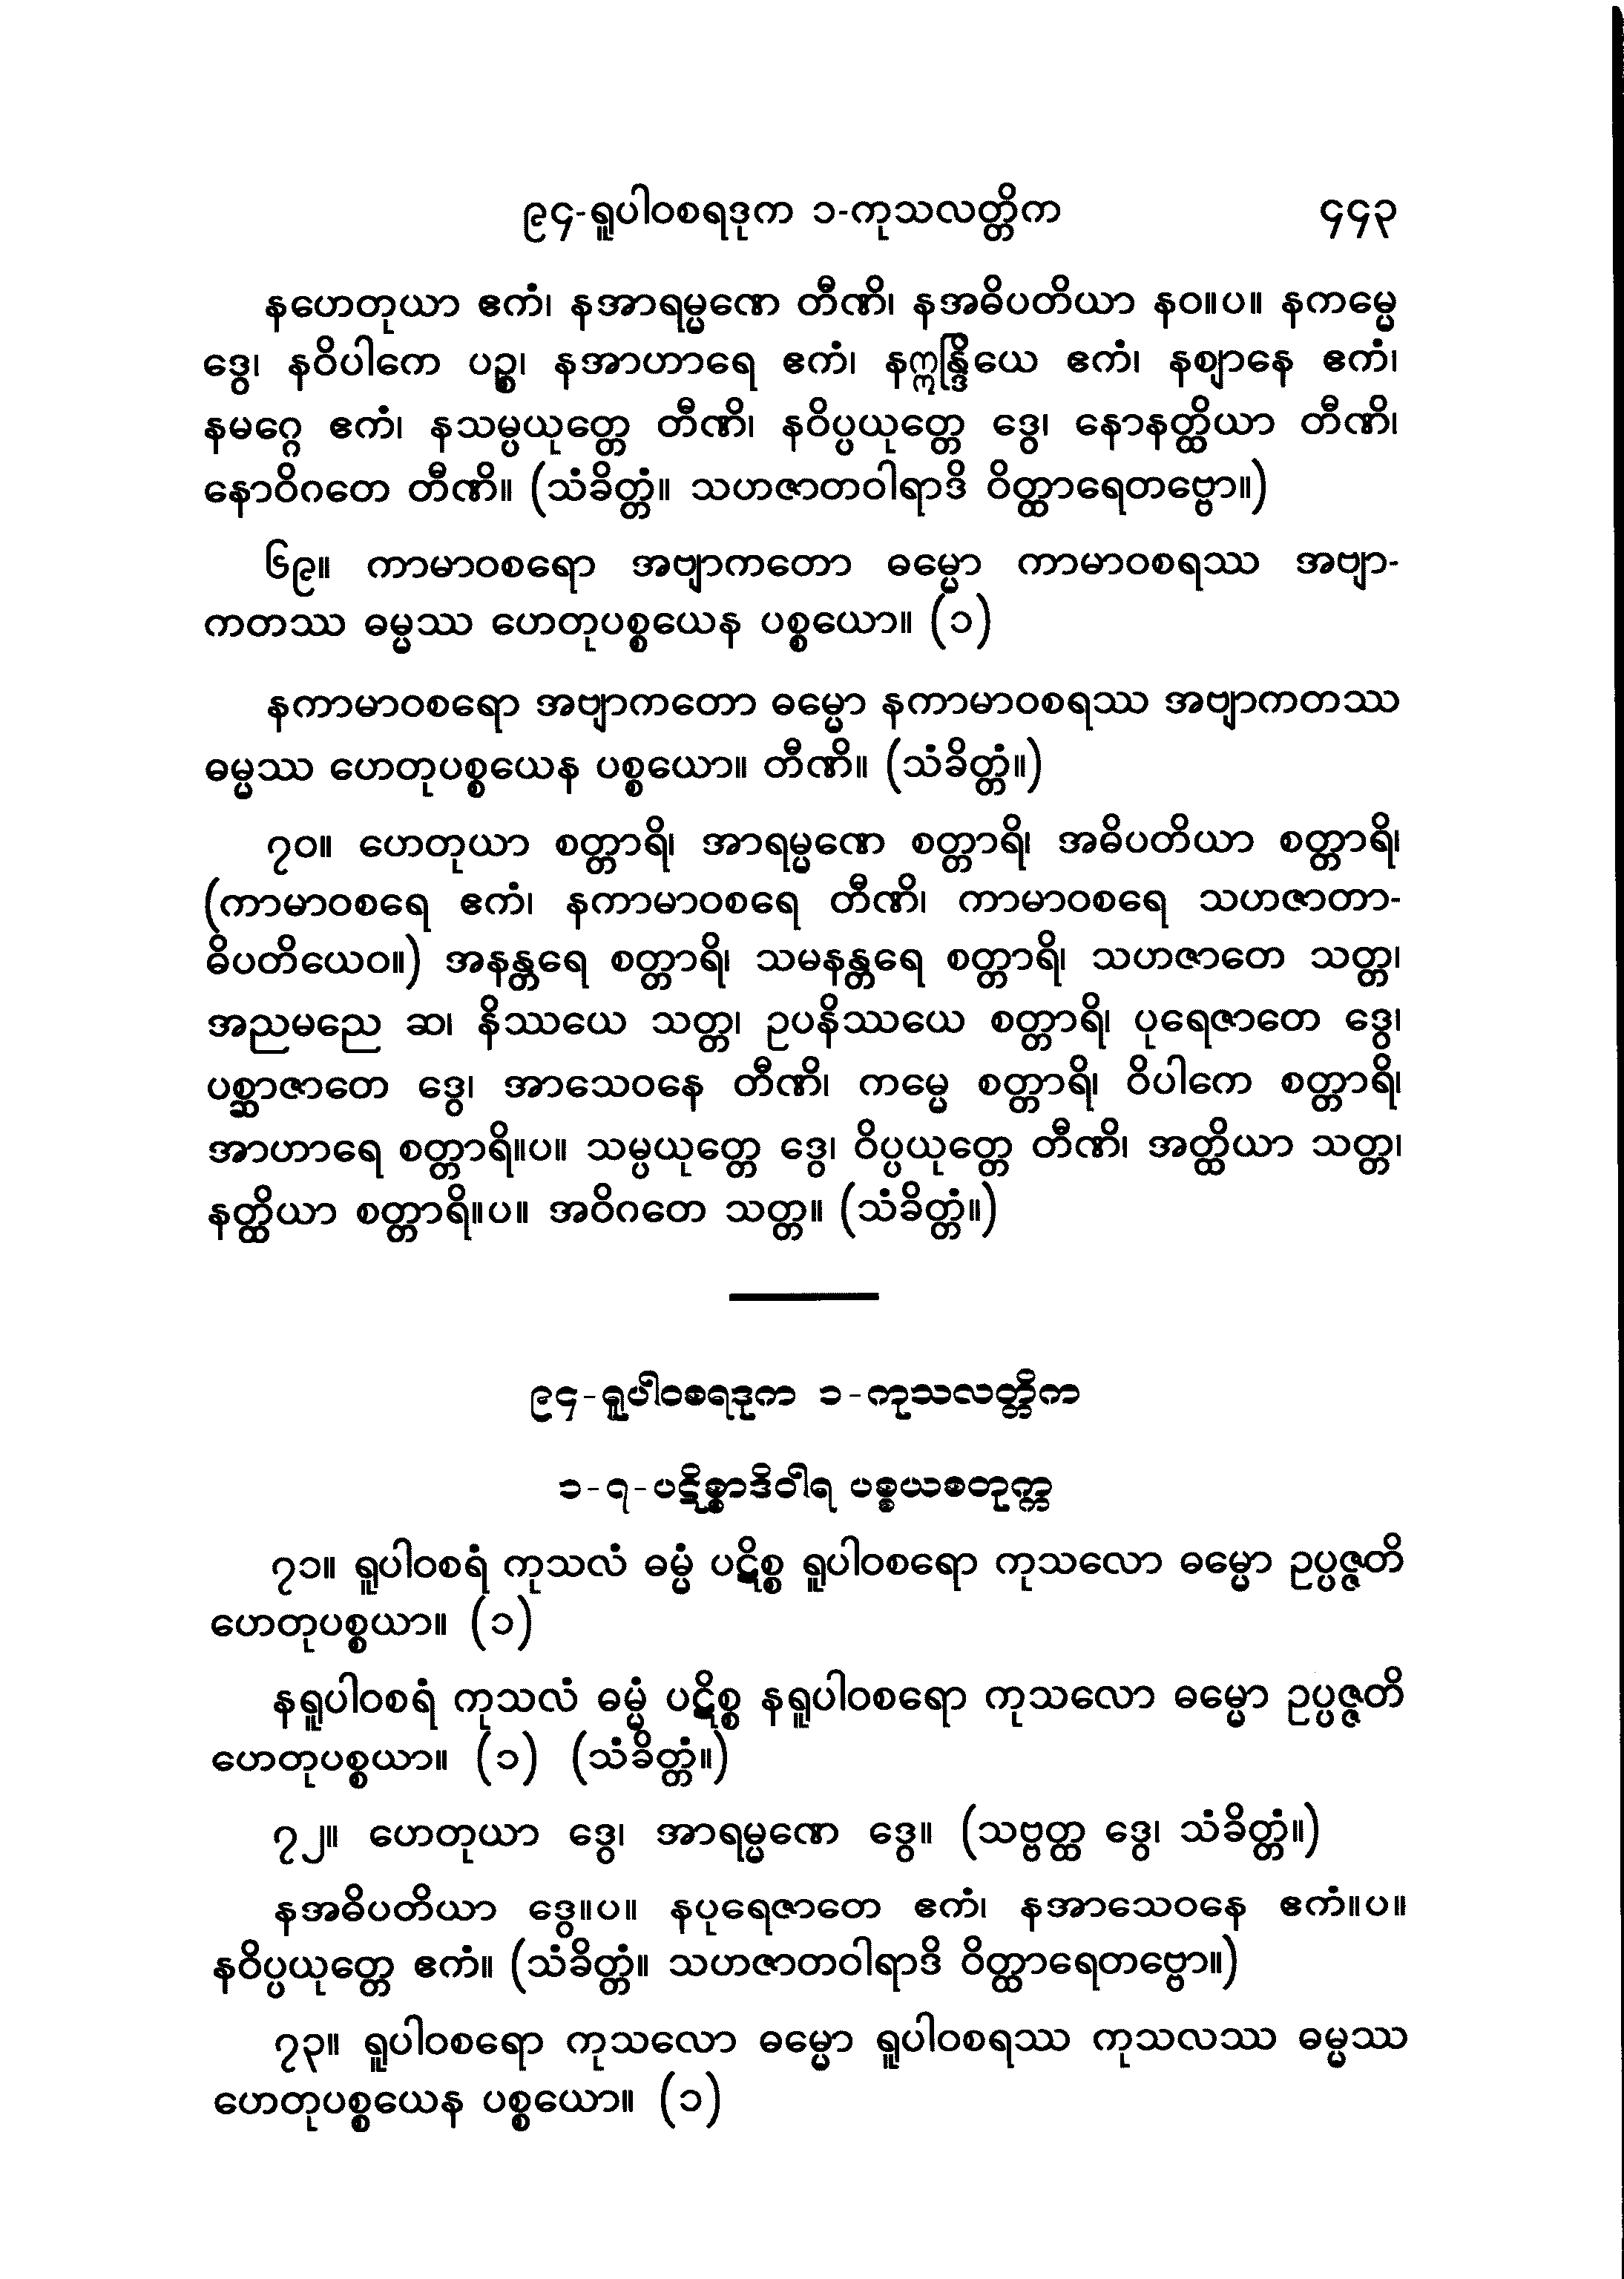 ၉၄-ရူပါဝစရဒုက ၁-ကုသလတ္တိက ၄၄၃
နဟေတုယာ ဧကံ၊ နအာရမ္မဏေ တီဏိ၊ နအဓိပတိယာ နဝ။ပ။ နကမ္မေ
ဒွေ၊ နဝိပါကေ ပဉ္စ၊ နအာဟာရေ ဧကံ၊ နဣန္ဒြိယေ ဧကံ၊ နဈာနေ ဧကံ၊
နမဂ္ဂေ ဧကံ၊ နသမ္ပယုတ္တေ တီဏိ၊ နဝိပ္ပယုတ္တေ ဒွေ၊ နောနတ္ထိယာ တီဏိ၊
နောဝိဂတေ တီဏိ။ (သံခိတ္တံ။ သဟဇာတဝါရာဒိ ဝိတ္ထာရေတဗ္ဗော။)
၆၉။ ကာမာဝစရော အဗျာကတော ဓမ္မော ကာမာဝစရဿ အဗျာ-
ကတဿ ဓမ္မဿ ဟေတုပစ္စယေန ပစ္စယော။ (၁)
နကာမာဝစရော အဗျာကတော ဓမ္မော နကာမာဝစရဿ အဗျာကတဿ
ဓမ္မဿ ဟေတုပစ္စယေန ပစ္စယော။ တီဏိ။ (သံခိတ္တံ။)
၇၀။ ဟေတုယာ စတ္တာရိ၊ အာရမ္မဏေ စတ္တာရိ၊ အဓိပတိယာ စတ္တာရိ၊
(ကာမာဝစရေ ဧကံ၊ နကာမာဝစရေ တီဏိ၊ ကာမာဝစရေ သဟဇာတာ-
ဓိပတိယေဝ။) အနန္တရေ စတ္တာရိ၊ သမနန္တရေ စတ္တာရိ၊ သဟဇာတေ သတ္တ၊
အညမညေ ဆ၊ နိဿယေ သတ္တ၊ ဥပနိဿယေ စတ္တာရိ၊ ပုရေဇာတေ ဒွေ၊
ပစ္ဆာဇာတေ ဒွေ၊ အာသေဝနေ တီဏိ၊ ကမ္မေ စတ္တာရိ၊ ဝိပါကေ စတ္တာရိ၊
အာဟာရေ စတ္တာရိ။ပ။ သမ္ပယုတ္တေ ဒွေ၊ ဝိပ္ပယုတ္တေ တီဏိ၊ အတ္ထိယာ သတ္တ၊
နတ္ထိယာ စတ္တာရိ။ပ။ အဝိဂတေ သတ္တ။ (သံခိတ္တံ။)
၉၄-ရူပါဝစရဒုက ၁-ကုသလတ္တိက
၁-၇-ပဋိစ္စာဒိဝါရ ပစ္စယစတုက္က
၇၁။ ရူပါဝစရံ ကုသလံ ဓမ္မံ ပဋိစ္စ ရူပါဝစရော ကုသလော ဓမ္မော ဥပ္ပဇ္ဇတိ
ဟေတုပစ္စယာ။ (၁)
နရူပါဝစရံ ကုသလံ ဓမ္မံ ပဋိစ္စ နရူပါဝစရော ကုသလော ဓမ္မော ဥပ္ပဇ္ဇတိ
ဟေတုပစ္စယာ။ (၁) (သံခိတ္တံ။)
၇၂။ ဟေတုယာ ဒွေ၊ အာရမ္မဏေ ဒွေ။ (သဗ္ဗတ္ထ ဒွေ၊ သံခိတ္တံ။)
နအဓိပတိယာ ဒွေ။ပ။ နပုရေဇာတေ ဧကံ၊ နအာသေဝနေ ဧကံ။ပ။
နဝိပ္ပယုတ္တေ ဧကံ။ (သံခိတ္တံ။ သဟဇာတဝါရာဒိ ဝိတ္ထာရေတဗ္ဗော။)
၇၃။ ရူပါဝစရော ကုသလော ဓမ္မော ရူပါဝစရဿ ကုသလဿ ဓမ္မဿ
ဟေတုပစ္စယေန ပစ္စယော။ (၁)